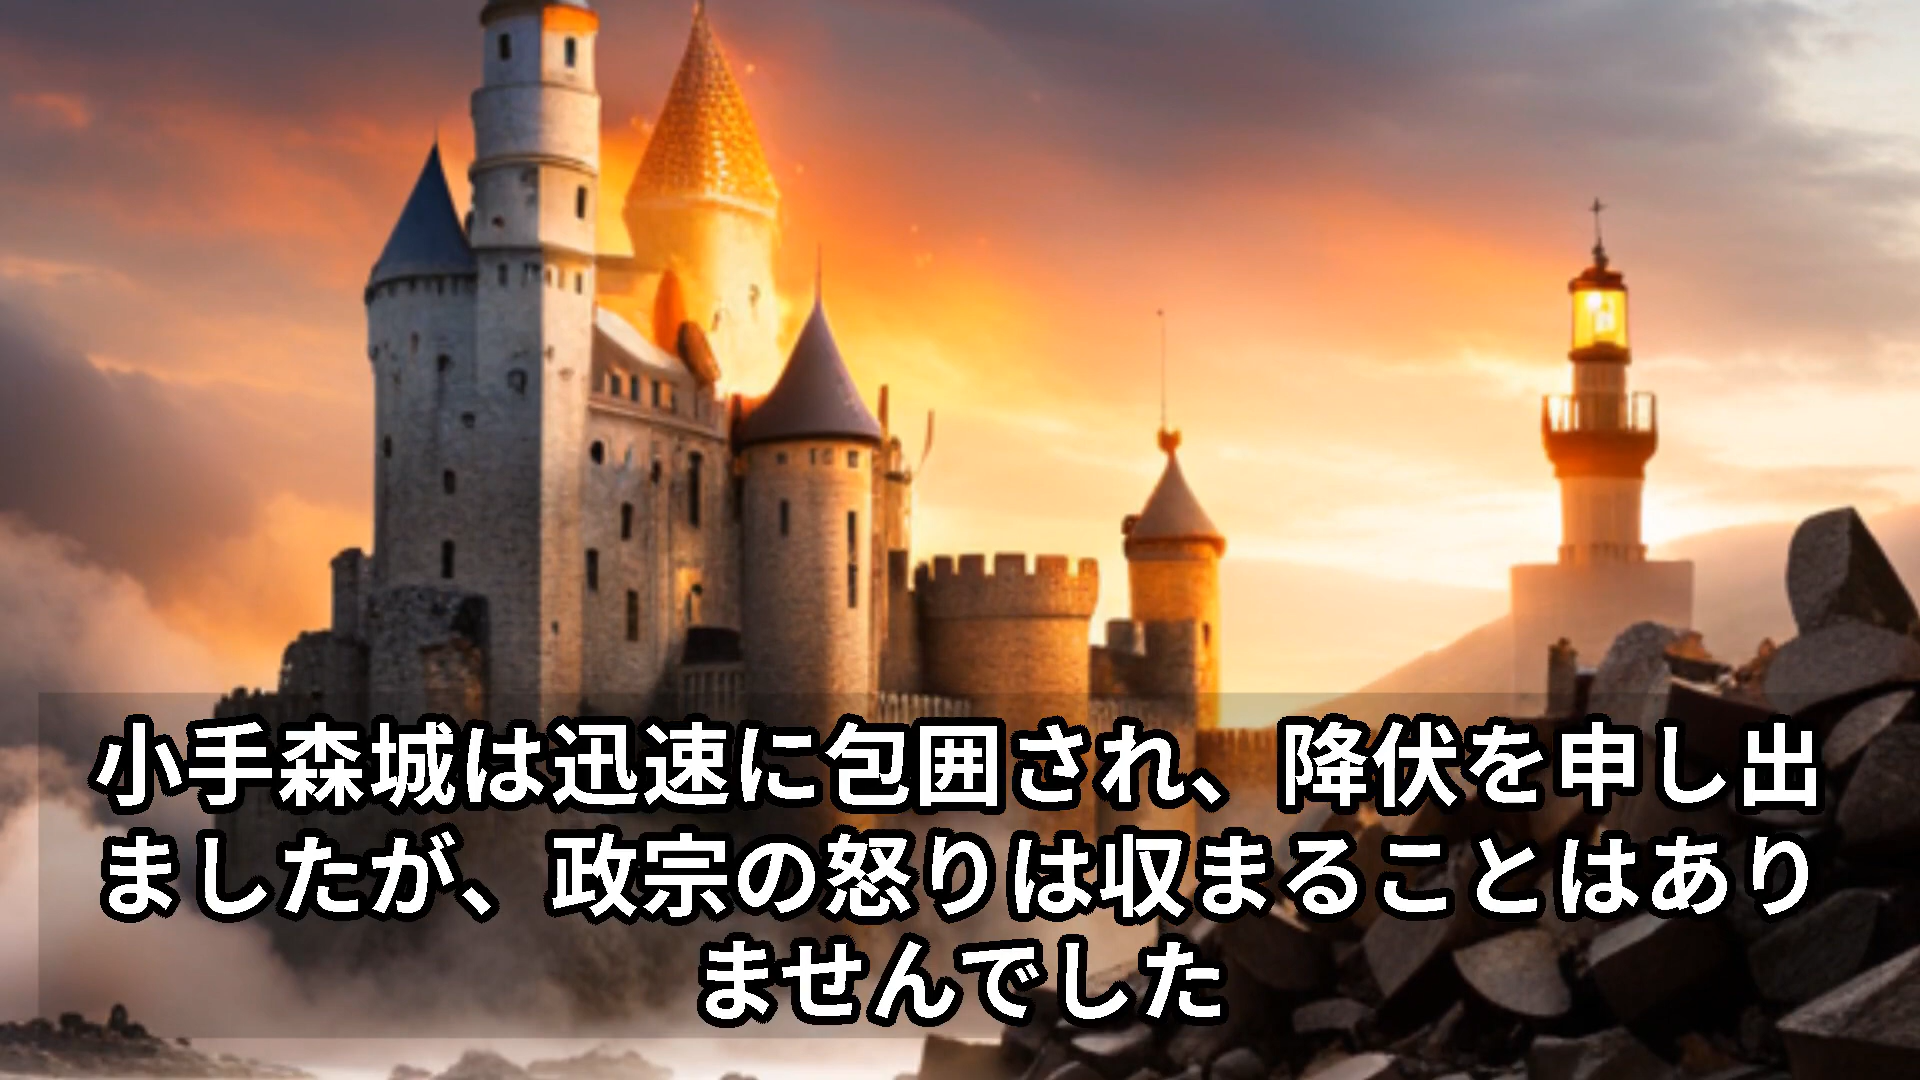 小手森城は迅速に包囲され、降伏を申し出
ましたが、政宗の怒りは収まることはあり
ませんでした